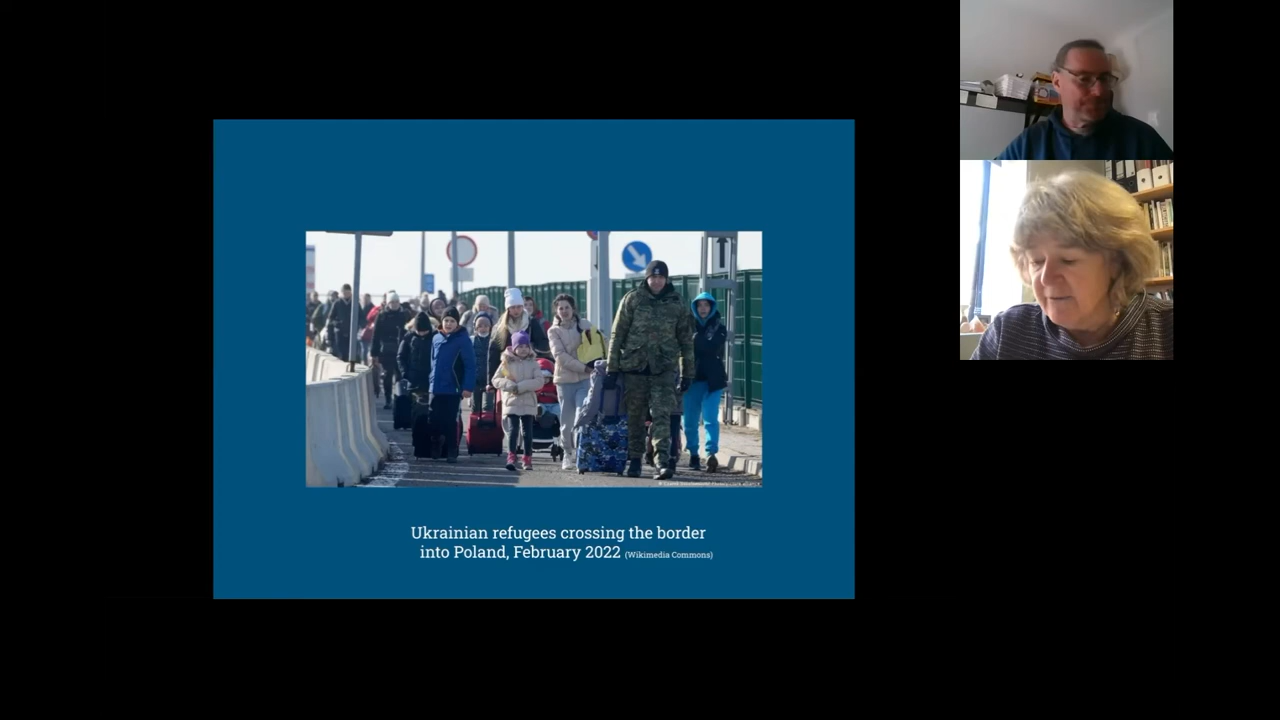 Ukrainian refugees crossing the border
into Poland, February 2022 (Wikimedia Commons)